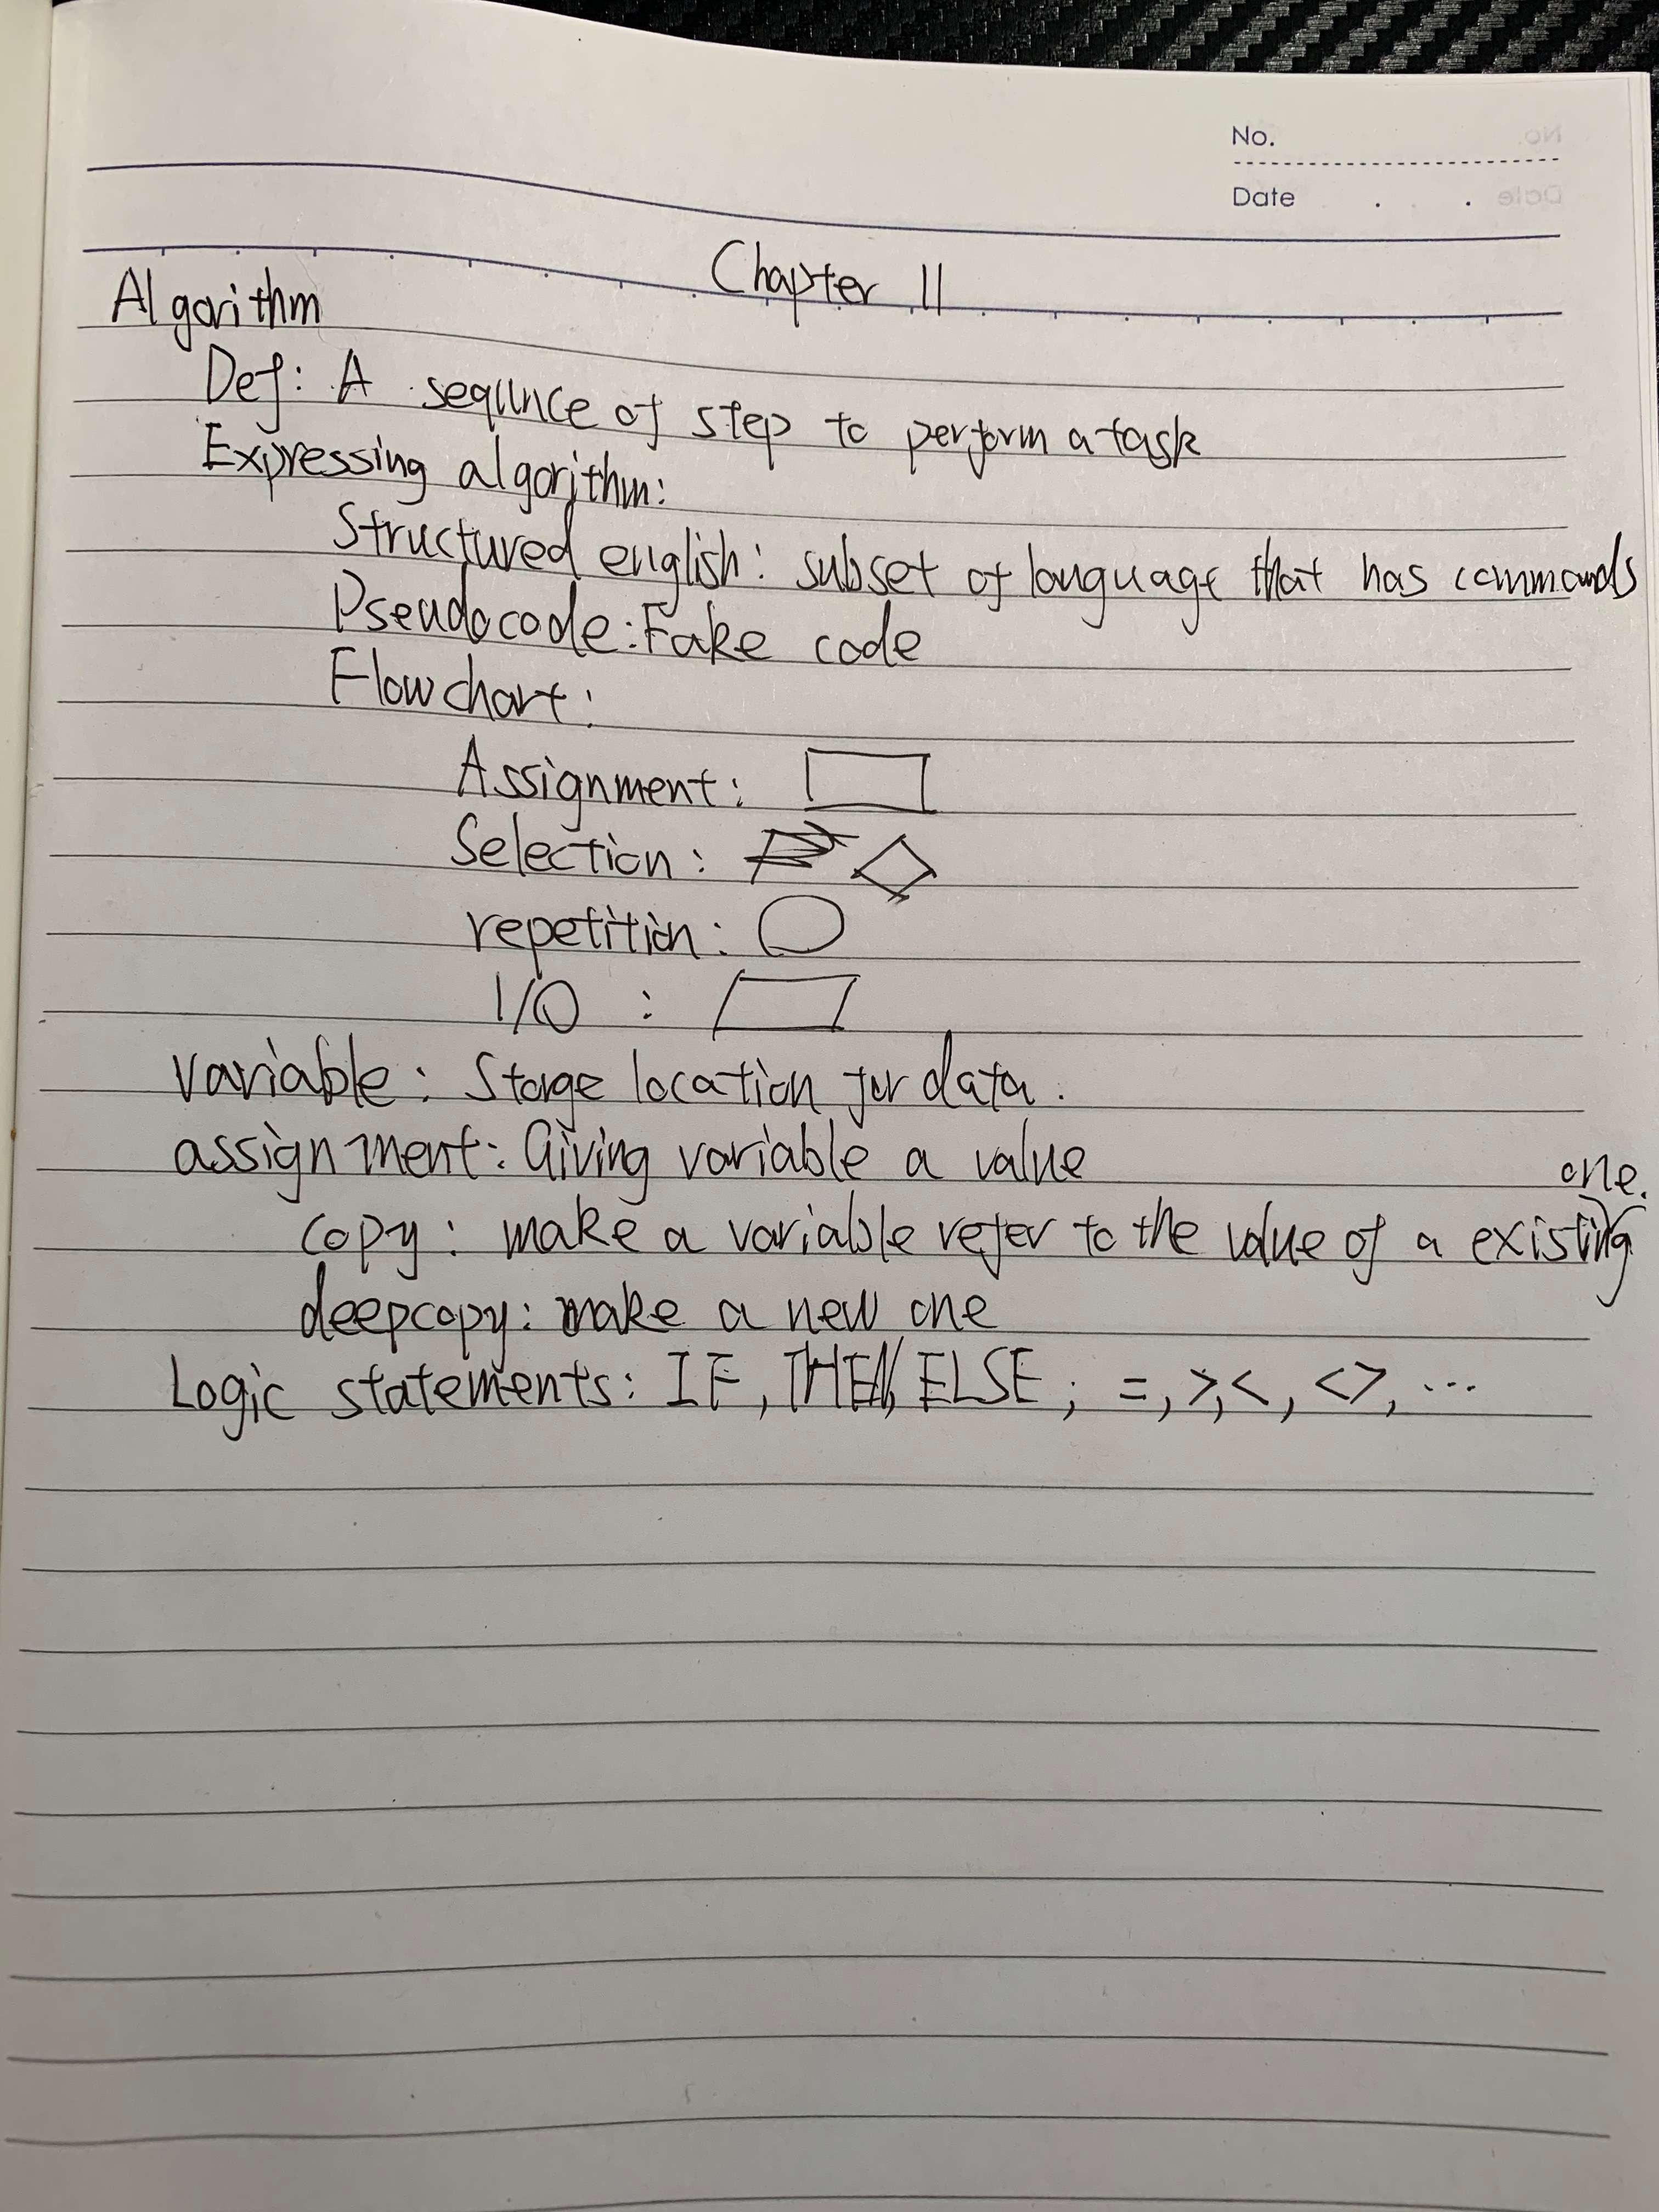 No.
Date . .
Chapter 11
Algorithm
Def: A sequence of step to perform a task
Expressing algorithm:
Structured english: subset of language that has commands
Pseudocode: Fake code
Flowchart:
Assignment:
Selection:
repetition:
I/O :
Variable: Storge location for data.
assignment: Giving variable a value
copy: make a variable refer to the value of a existing one.
deepcopy: make a new one
Logic statements: IF, THEN, ELSE; =, >, <, <>, ...